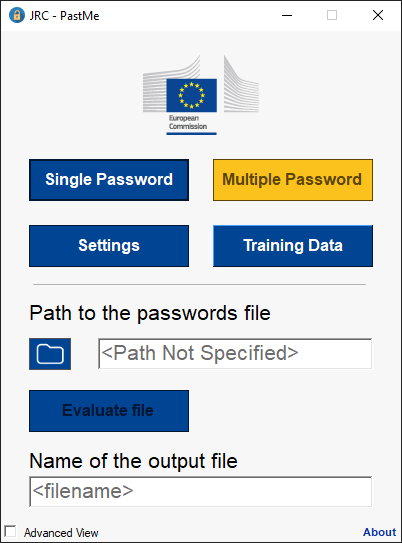 JRC - PastMe
European
Commission
Single Password
Multiple Password
Settings
Training Data
Path to the passwords file
<Path Not Specified>
Evaluate file
Name of the output file
<filename>
Advanced View
About